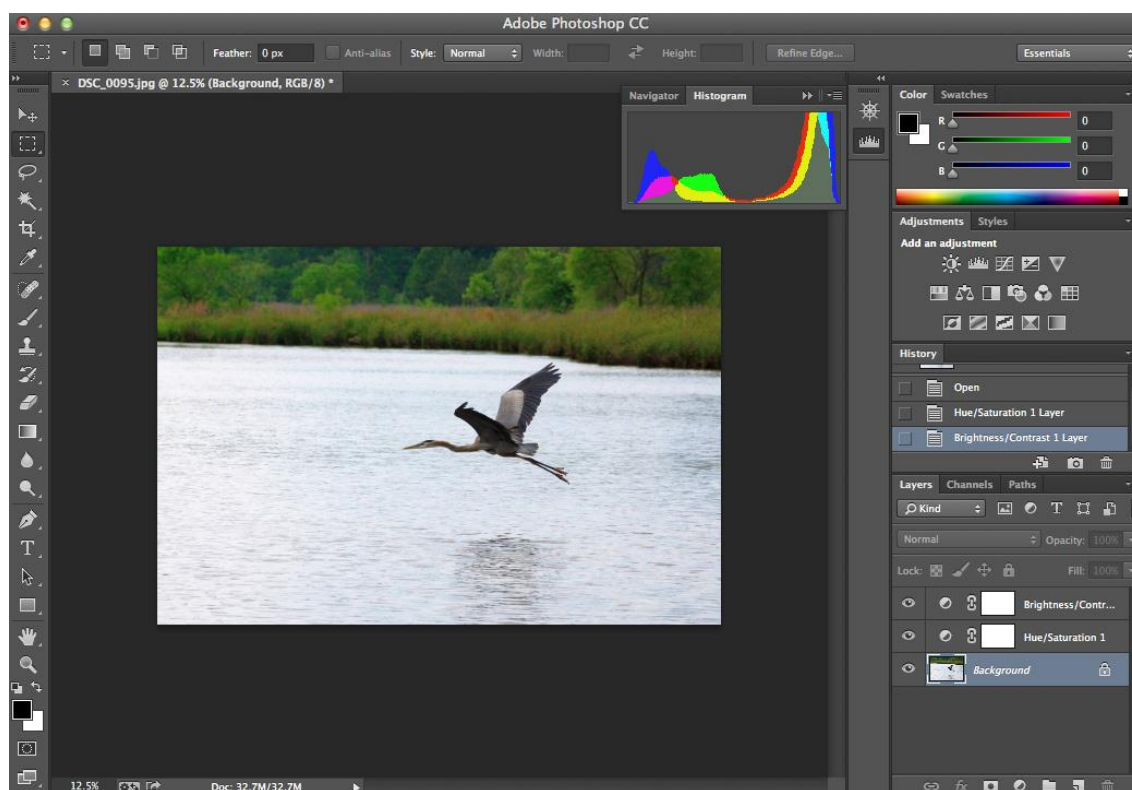 Adobe Photoshop CC
Feather: 0 px Anti-alias Style: Normal Width: Height: Refine Edge... Essentials
× DSC_0095.jpg @ 12.5% (Background, RGB/8) *
Navigator Histogram
Color Swatches
R 0
G 0
B 0
Adjustments Styles
Add an adjustment
History
Open
Hue/Saturation 1 Layer
Brightness/Contrast 1 Layer
Layers Channels Paths
Kind
Normal Opacity: 100%
Lock: Fill: 100%
Brightness/Contr...
Hue/Saturation 1
Background
12.5% Doc: 32.7M/32.7M